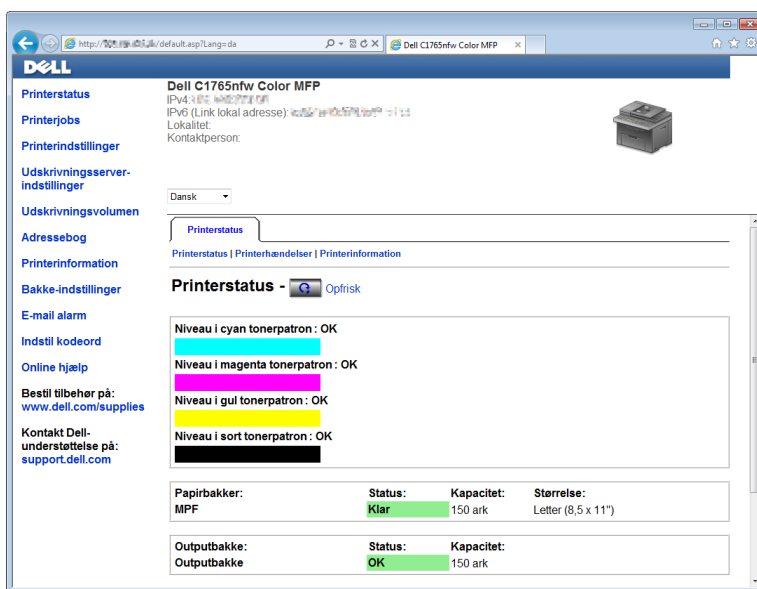 http:// /default.asp?Lang=da
Dell C1765nfw Color MFP
DELL
Dell C1765nfw Color MFP
IPv4:
IPv6 (Link lokal adresse):
Lokalitet:
Kontaktperson:
Dansk
Printerstatus
Printerjobs
Printerindstillinger
Udskrivningsserver-
indstillinger
Udskrivningsvolumen
Adressebog
Printerinformation
Bakke-indstillinger
E-mail alarm
Indstil kodeord
Online hjælp
Bestil tilbehør på:
www.dell.com/supplies
Kontakt Dell-
understøttelse på:
support.dell.com
Printerstatus
Printerstatus | Printerhændelser | Printerinformation
Printerstatus - Opfrisk
Niveau i cyan tonerpatron : OK
Niveau i magenta tonerpatron : OK
Niveau i gul tonerpatron : OK
Niveau i sort tonerpatron : OK
Papirbakker: Status: Kapacitet: Størrelse:
MPF Klar 150 ark Letter (8,5 x 11")
Outputbakke: Status: Kapacitet:
Outputbakke OK 150 ark